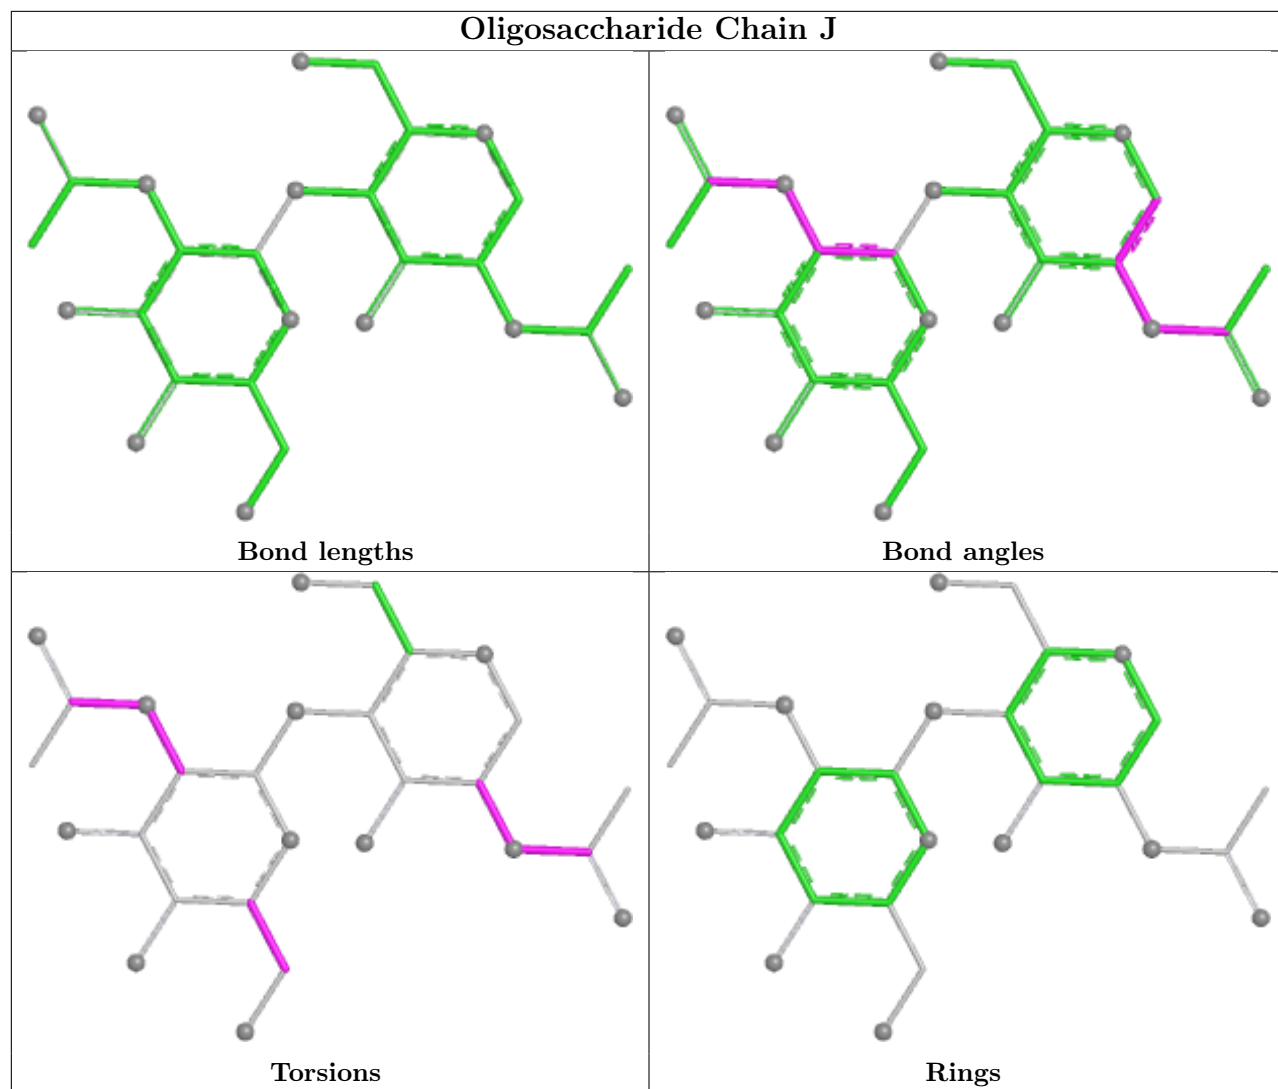 Oligosaccharide Chain J
Bond lengths
Bond angles
Torsions
Rings